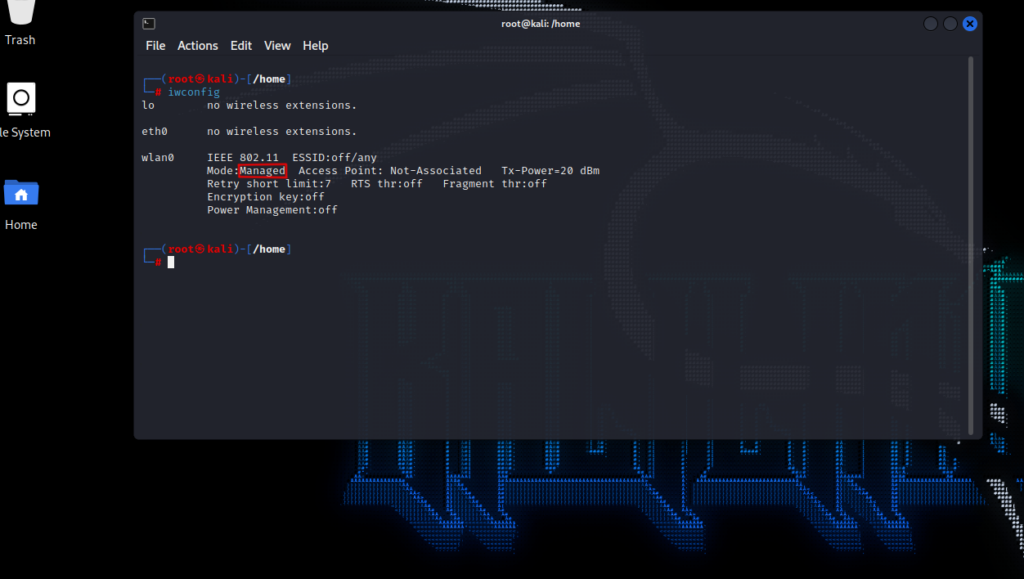 Trash
le System
Home
root@kali: /home
File Actions Edit View Help
┌──(root㉿kali)-[/home]
└─# iwconfig
lo        no wireless extensions.
eth0      no wireless extensions.
wlan0     IEEE 802.11  ESSID:off/any
          Mode:Managed  Access Point: Not-Associated   Tx-Power=20 dBm
          Retry short limit:7   RTS thr:off   Fragment thr:off
          Encryption key:off
          Power Management:off
┌──(root㉿kali)-[/home]
└─#